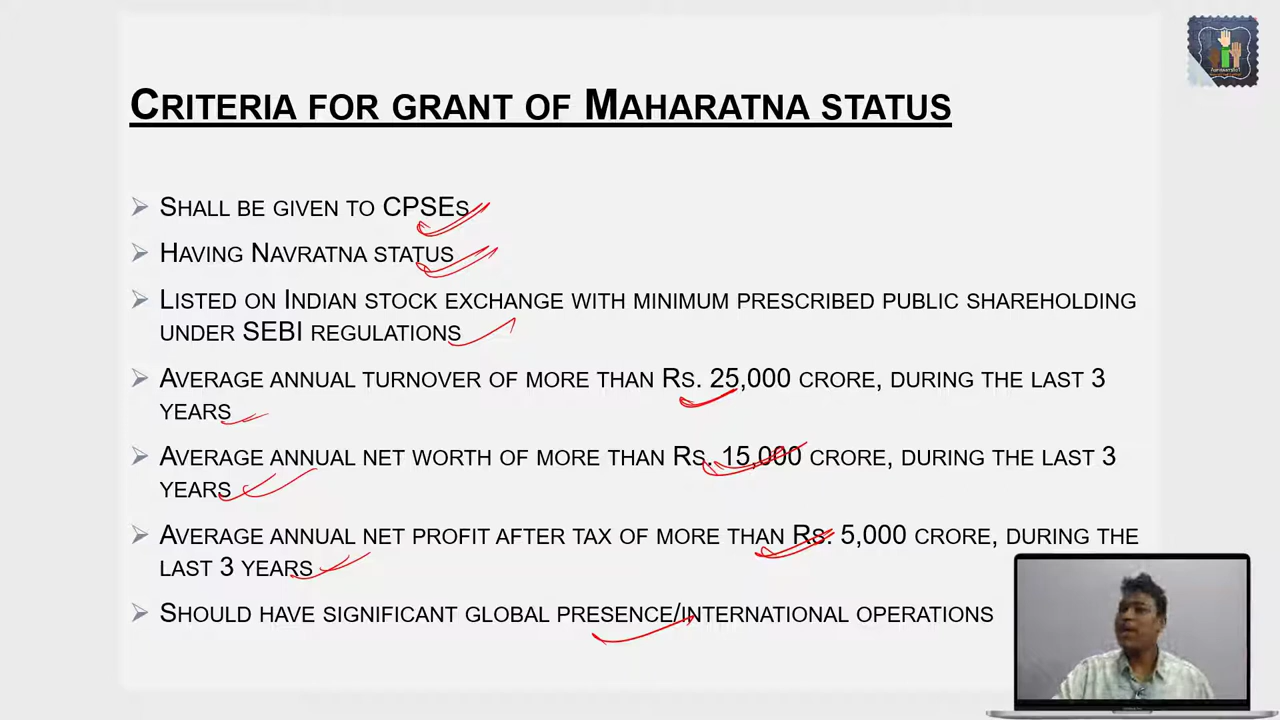 Criteria for grant of Maharatna status
Shall be given to CPSEs
Having Navratna status
Listed on Indian stock exchange with minimum prescribed public shareholding
under SEBI regulations
Average annual turnover of more than Rs. 25,000 crore, during the last 3
years
Average annual net worth of more than Rs. 15,000 crore, during the last 3
years
Average annual net profit after tax of more than Rs. 5,000 crore, during the
last 3 years
Should have significant global presence/international operations